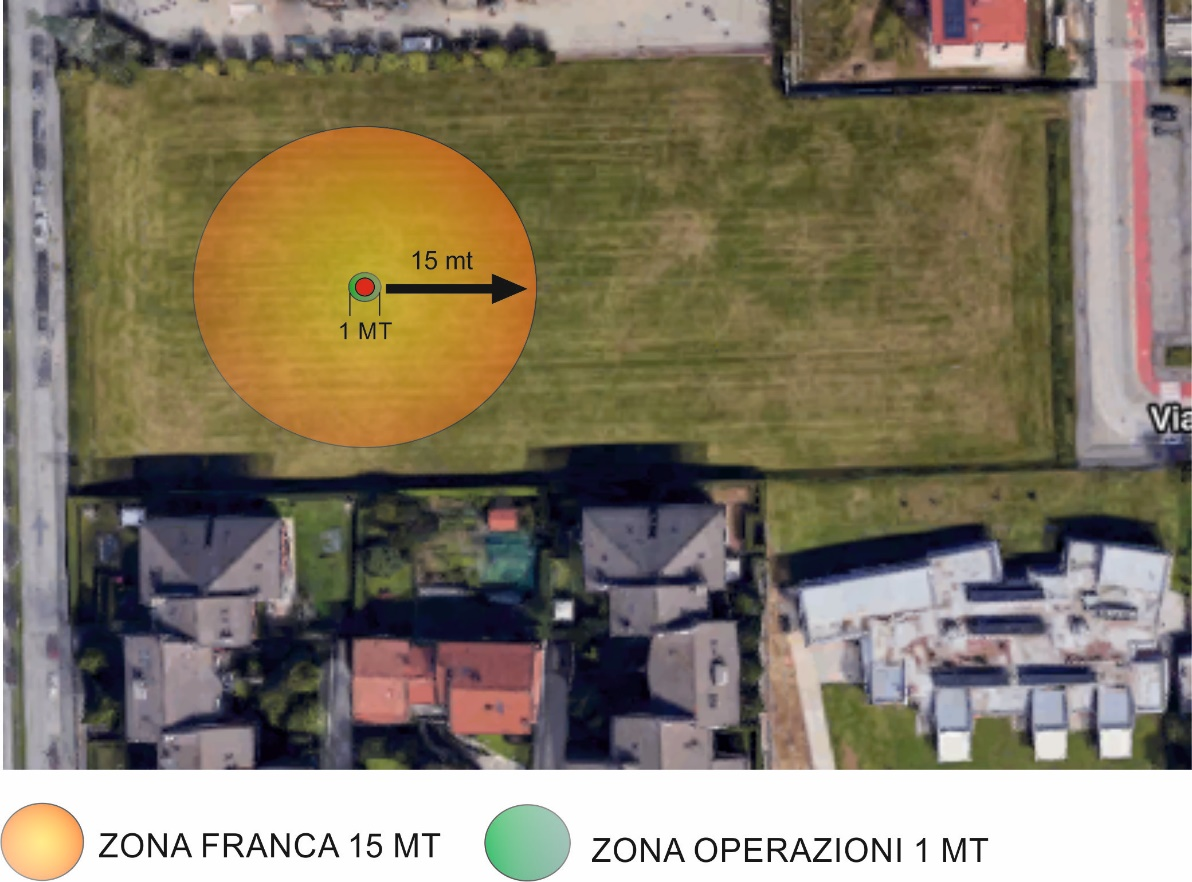 15 mt
1 MT
Via
ZONA FRANCA 15 MT
ZONA OPERAZIONI 1 MT